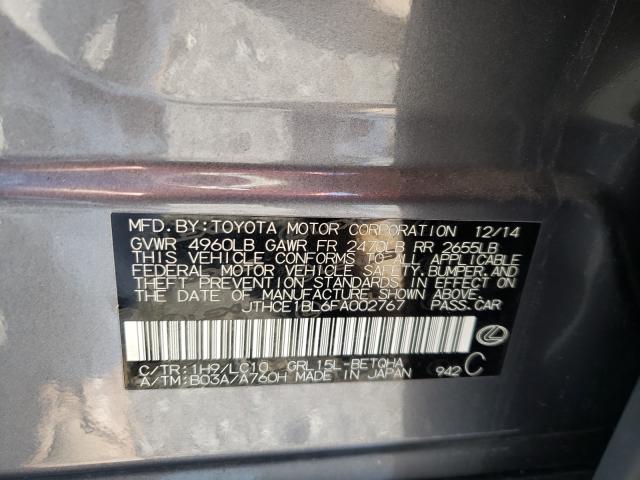 MFD.BY:TOYOTA MOTOR CORPORATION 12/14
GVWR 4960LB GAWR FR 2470LB RR 2655LB
THIS VEHICLE CONFORMS TO ALL APPLICABLE
FEDERAL MOTOR VEHICLE SAFETY,BUMPER,AND
THEFT PREVENTION STANDARDS IN EFFECT ON
THE DATE OF MANUFACTURE SHOWN ABOVE.
JTHCE1BL6FA002767 PASS.CAR
C/TR:1H9/LC10 GRL15L-BETQHA
A/TM:B03A/A760H MADE IN JAPAN 942 C